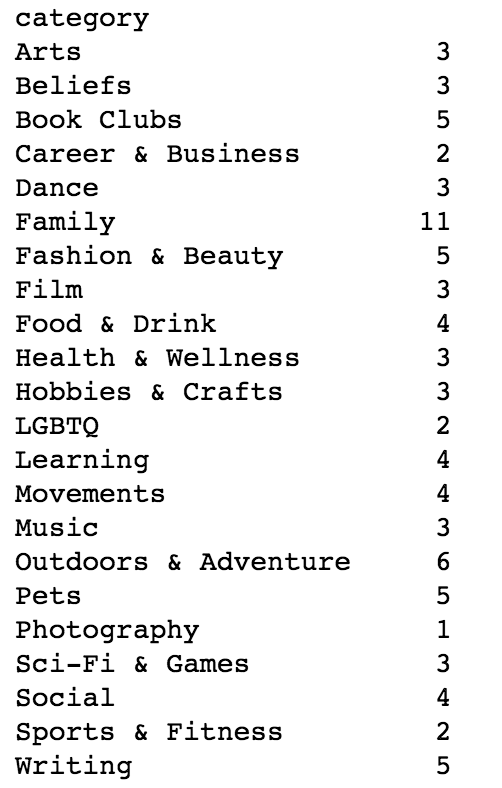 category
Arts 3
Beliefs 3
Book Clubs 5
Career & Business 2
Dance 3
Family 11
Fashion & Beauty 5
Film 3
Food & Drink 4
Health & Wellness 3
Hobbies & Crafts 3
LGBTQ 2
Learning 4
Movements 4
Music 3
Outdoors & Adventure 6
Pets 5
Photography 1
Sci-Fi & Games 3
Social 4
Sports & Fitness 2
Writing 5